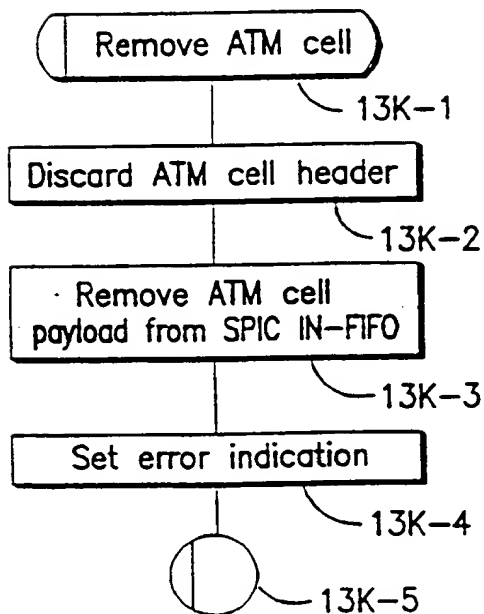 Remove ATM cell
13K-1
Discard ATM cell header
13K-2
Remove ATM cell
payload from SPIC IN-FIFO
13K-3
Set error indication
13K-4
13K-5